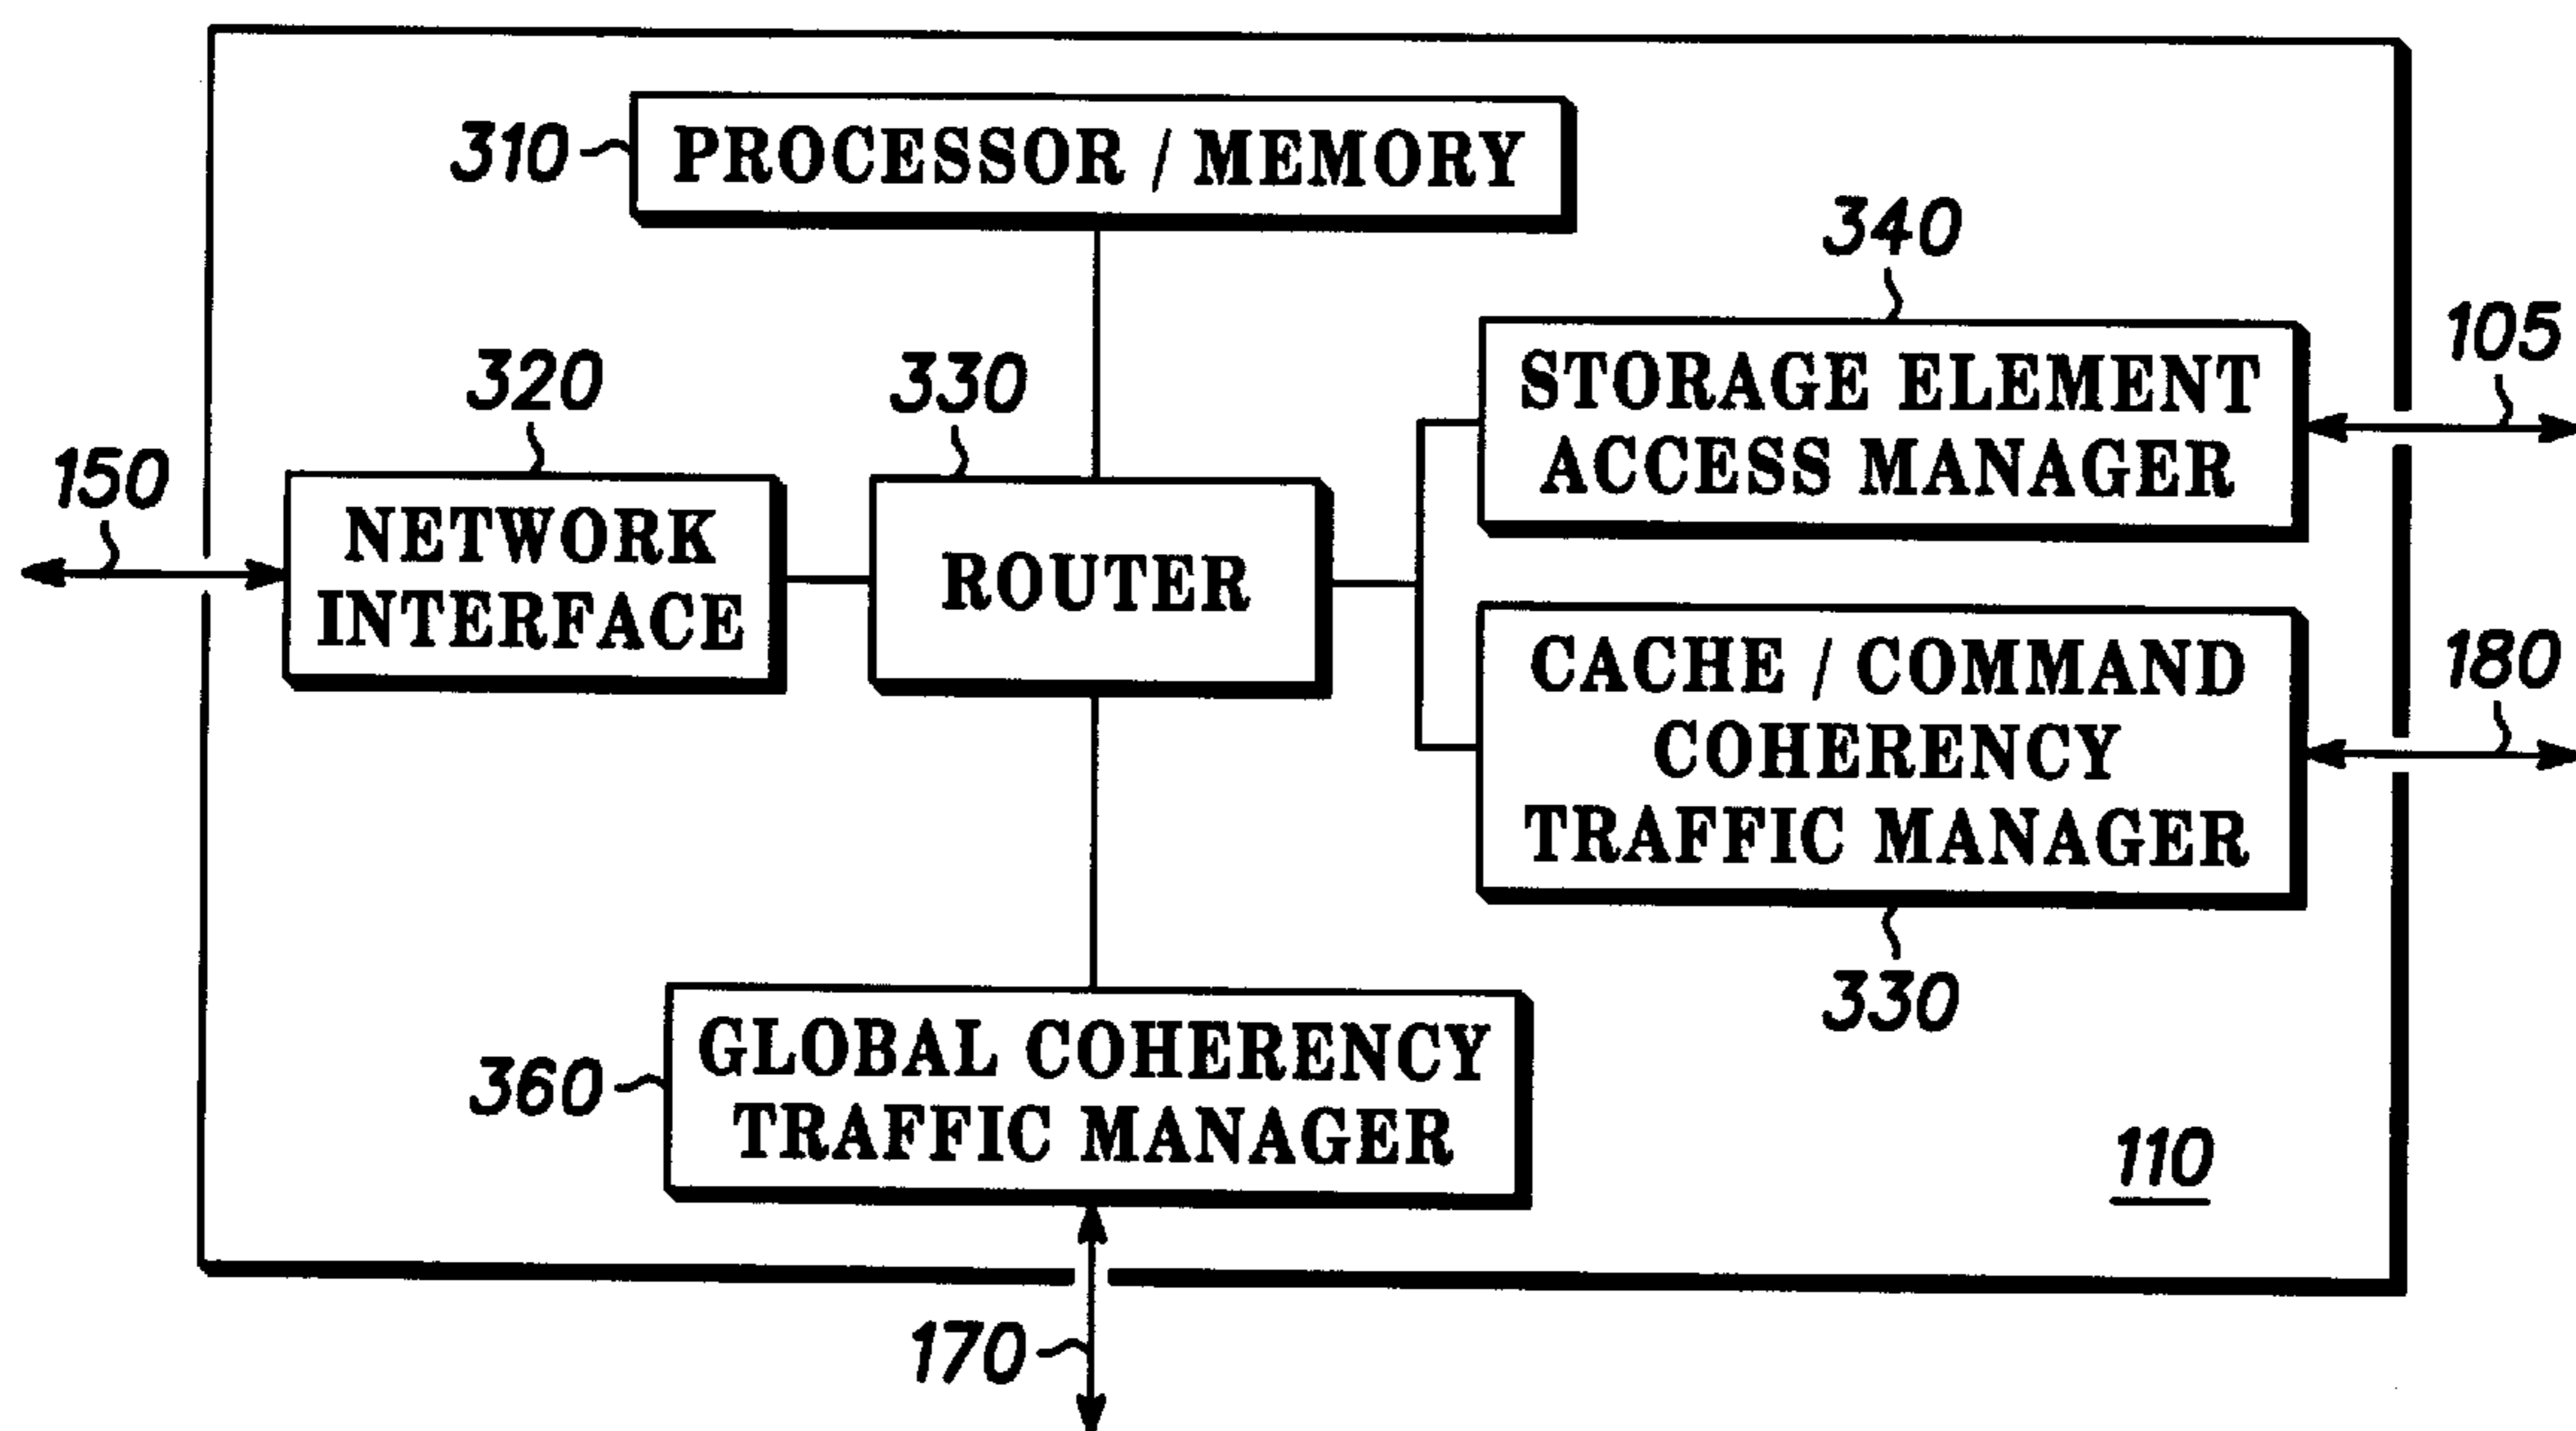 310
PROCESSOR / MEMORY
340
105
320
330
STORAGE ELEMENT
ACCESS MANAGER
150
NETWORK
INTERFACE
ROUTER
180
CACHE / COMMAND
COHERENCY
TRAFFIC MANAGER
330
360
GLOBAL COHERENCY
TRAFFIC MANAGER
110
170